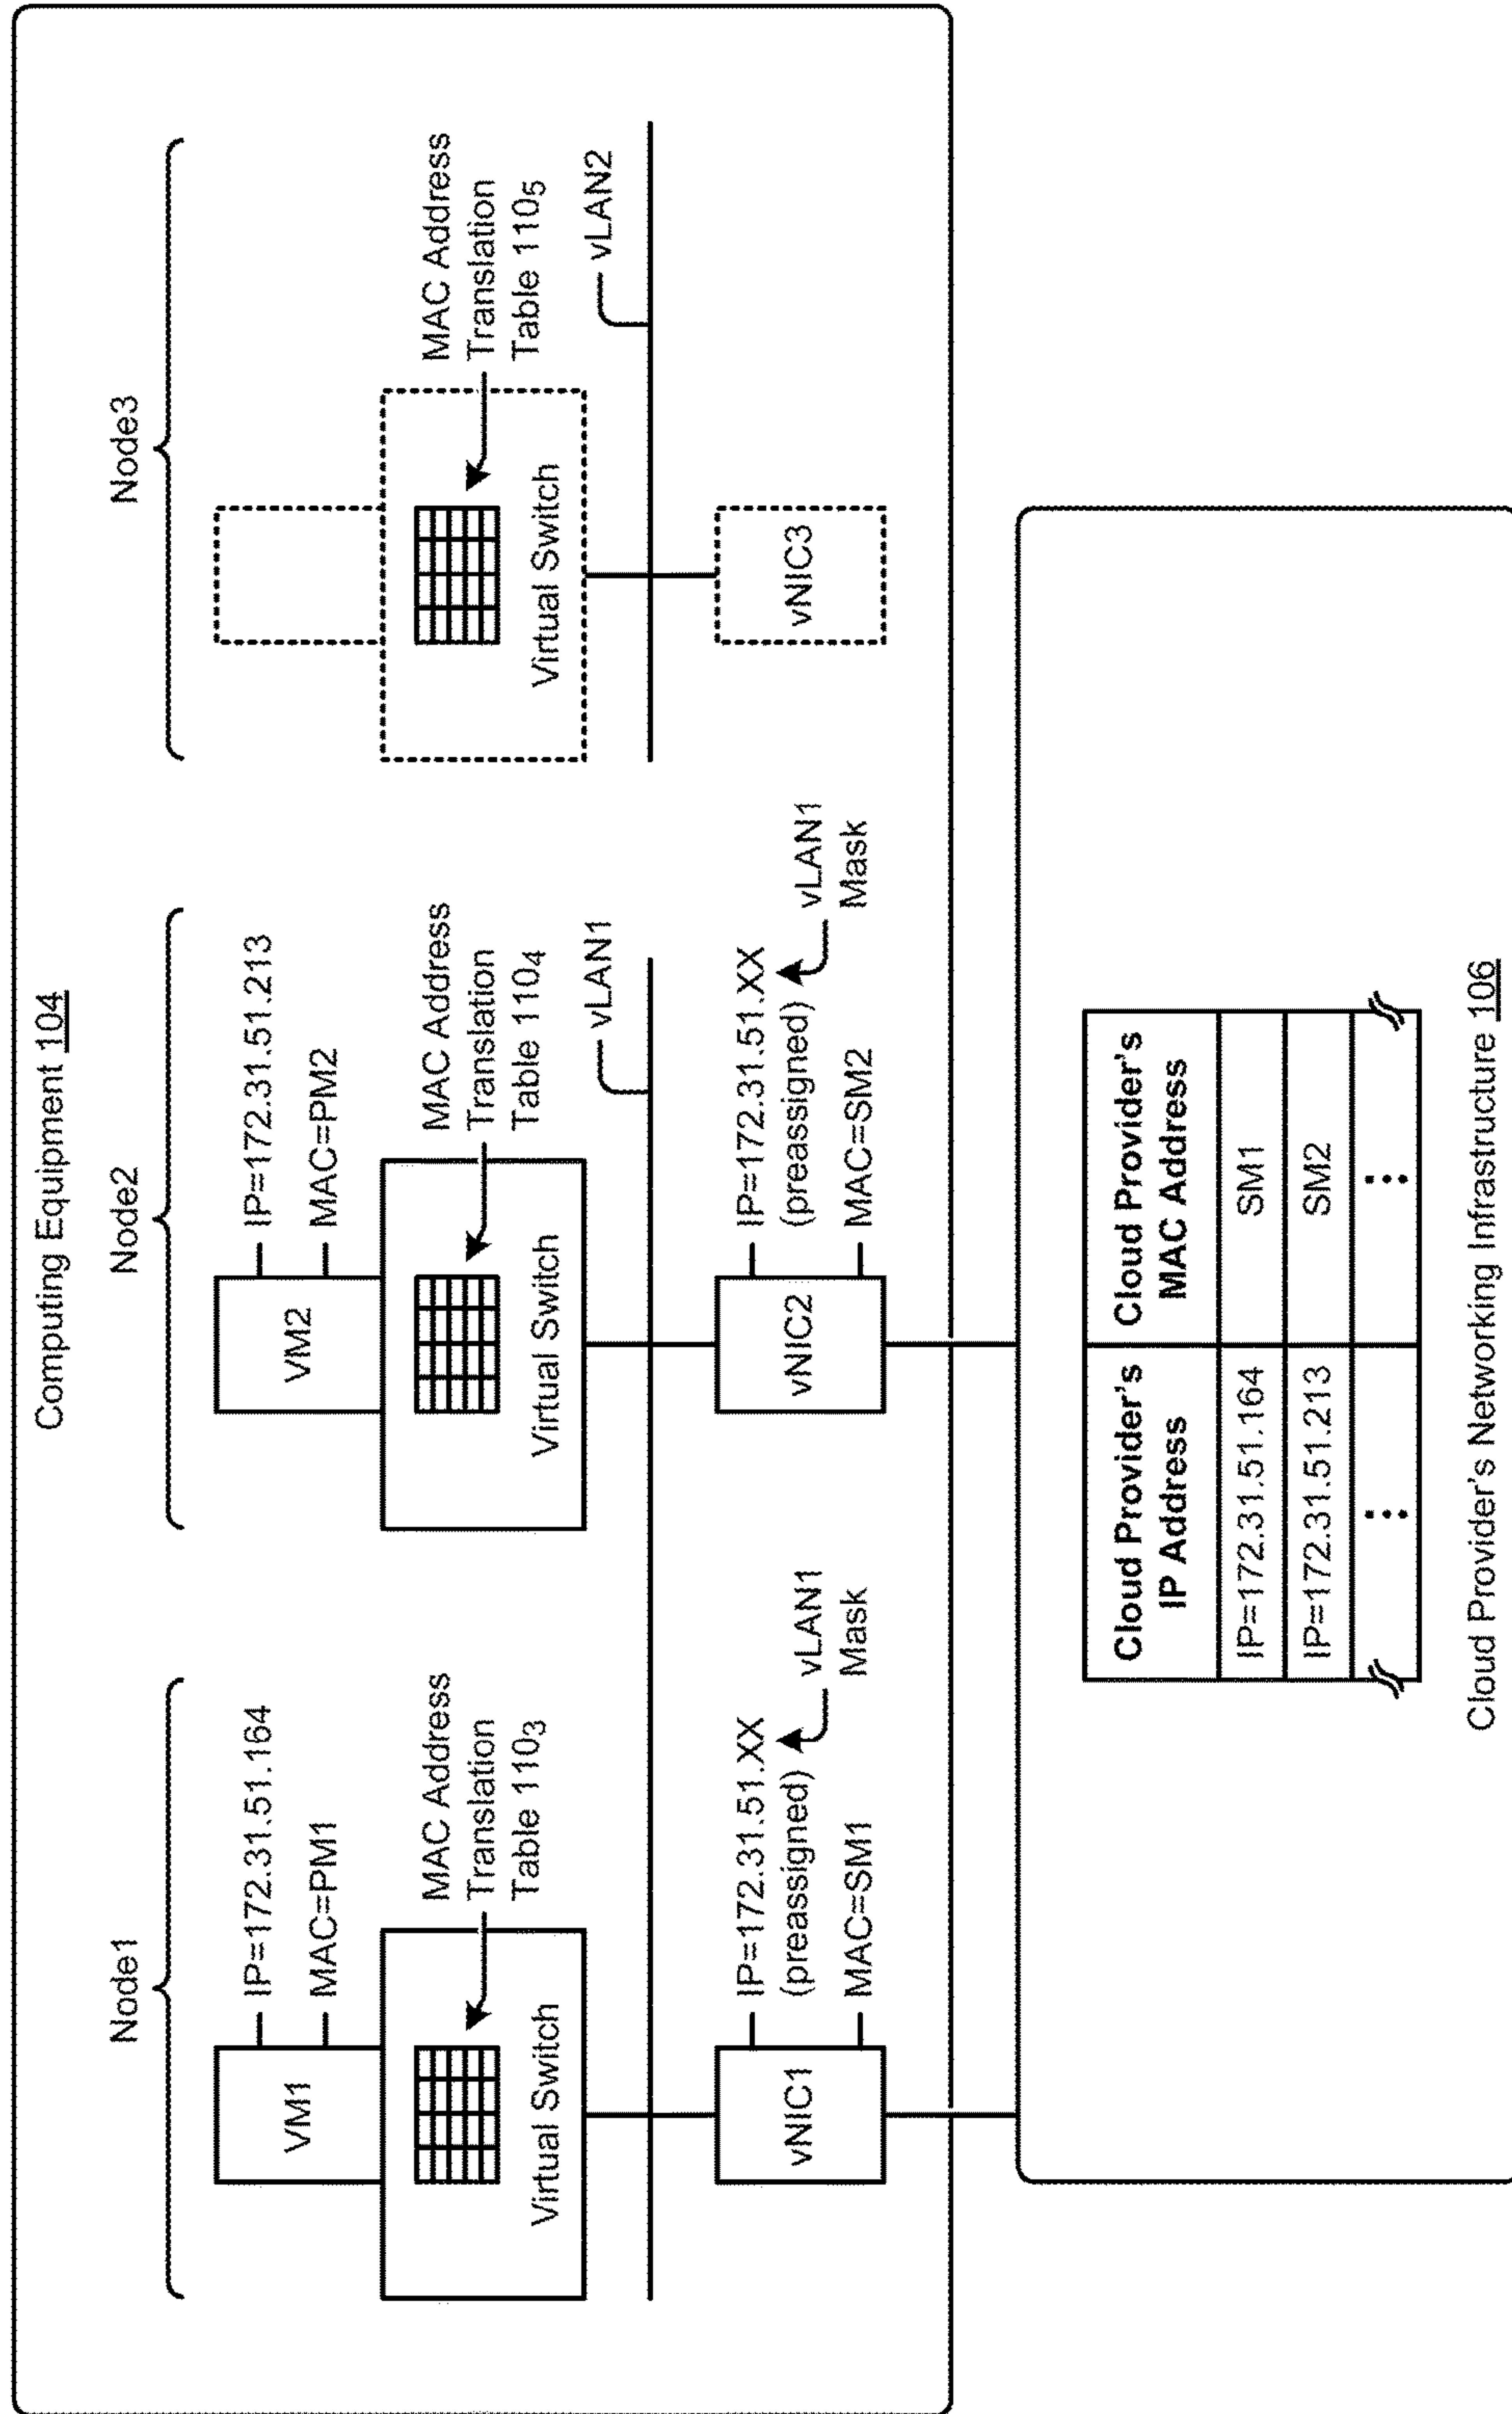 Computing Equipment 104
Node1
Node2
Node3
VM1
IP=172.31.51.164
MAC=PM1
VM2
IP=172.31.51.213
MAC=PM2
MAC Address
Translation
Table 110₃
Virtual Switch
MAC Address
Translation
Table 110₄
Virtual Switch
MAC Address
Translation
Table 110₅
Virtual Switch
vLAN1
vLAN2
vNIC1
IP=172.31.51.XX
(preassigned)
MAC=SM1
vLAN1
Mask
vNIC2
IP=172.31.51.XX
(preassigned)
MAC=SM2
vLAN1
Mask
vNIC3
Cloud Provider's
IP Address
Cloud Provider's
MAC Address
IP=172.31.51.164 SM1
IP=172.31.51.213 SM2
Cloud Provider's Networking Infrastructure 106